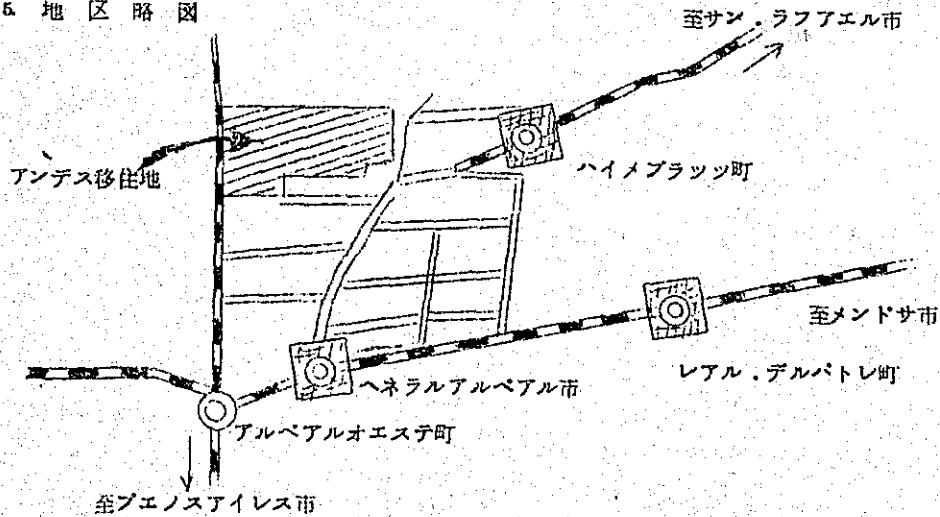 5. 地区略図
至サン・ラフアエル市
アンデス移住地
ハイメプラッツ町
至メンドサ市
レアル・デルパトレ町
ヘネラルアルベアル市
アルベアルオエステ町
至ブエノスアイレス市